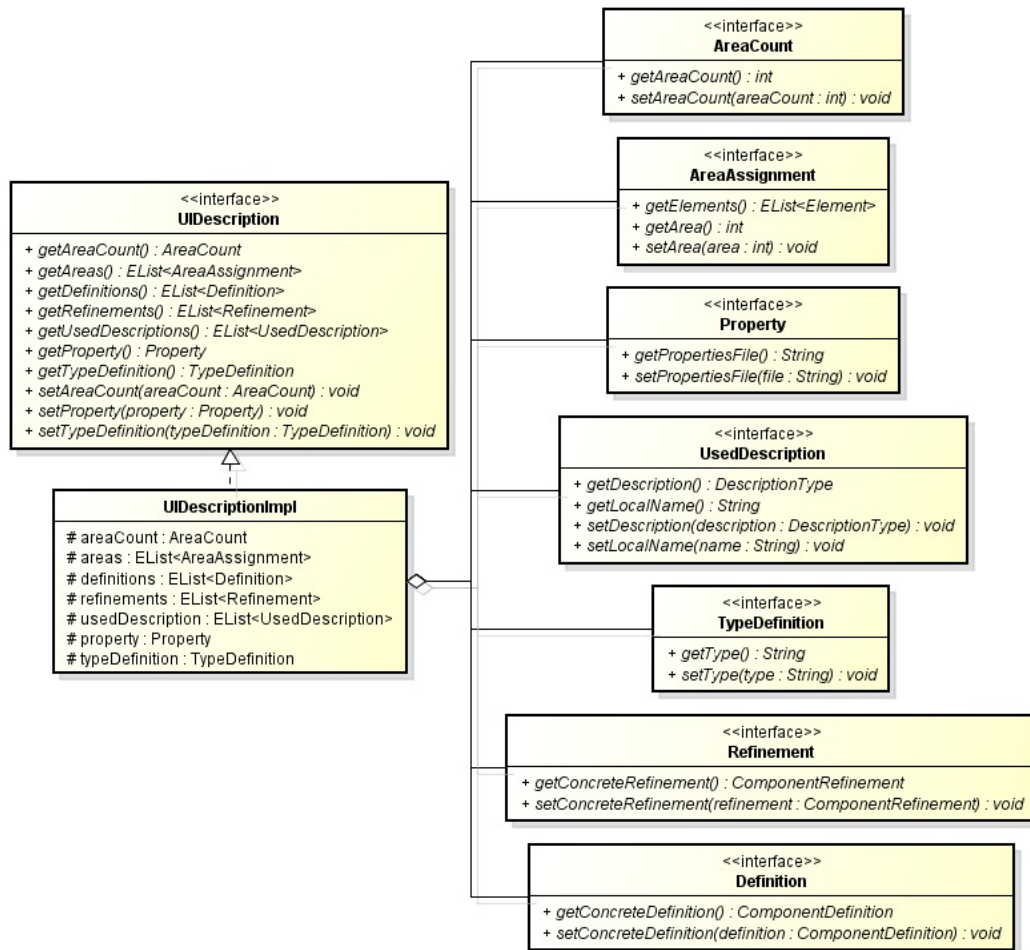 <<interface>>
UIDescription
+ getAreaCount() : AreaCount
+ getAreas() : EList<AreaAssignment>
+ getDefinitions() : EList<Definition>
+ getRefinements() : EList<Refinement>
+ getUsedDescriptions() : EList<UsedDescription>
+ getProperty() : Property
+ getTypeDefinition() : TypeDefinition
+ setAreaCount(areaCount : AreaCount) : void
+ setProperty(property : Property) : void
+ setTypeDefinition(typeDefinition : TypeDefinition) : void
UIDescriptionImpl
# areaCount : AreaCount
# areas : EList<AreaAssignment>
# definitions : EList<Definition>
# refinements : EList<Refinement>
# usedDescription : EList<UsedDescription>
# property : Property
# typeDefinition : TypeDefinition
<<interface>>
AreaCount
+ getAreaCount() : int
+ setAreaCount(areaCount : int) : void
<<interface>>
AreaAssignment
+ getElements() : EList<Element>
+ getArea() : int
+ setArea(area : int) : void
<<interface>>
Property
+ getPropertiesFile() : String
+ setPropertiesFile(file : String) : void
<<interface>>
UsedDescription
+ getDescription() : DescriptionType
+ getLocalName() : String
+ setDescription(description : DescriptionType) : void
+ setLocalName(name : String) : void
<<interface>>
TypeDefinition
+ getType() : String
+ setType(type : String) : void
<<interface>>
Refinement
+ getConcreteRefinement() : ComponentRefinement
+ setConcreteRefinement(refinement : ComponentRefinement) : void
<<interface>>
Definition
+ getConcreteDefinition() : ComponentDefinition
+ setConcreteDefinition(definition : ComponentDefinition) : void